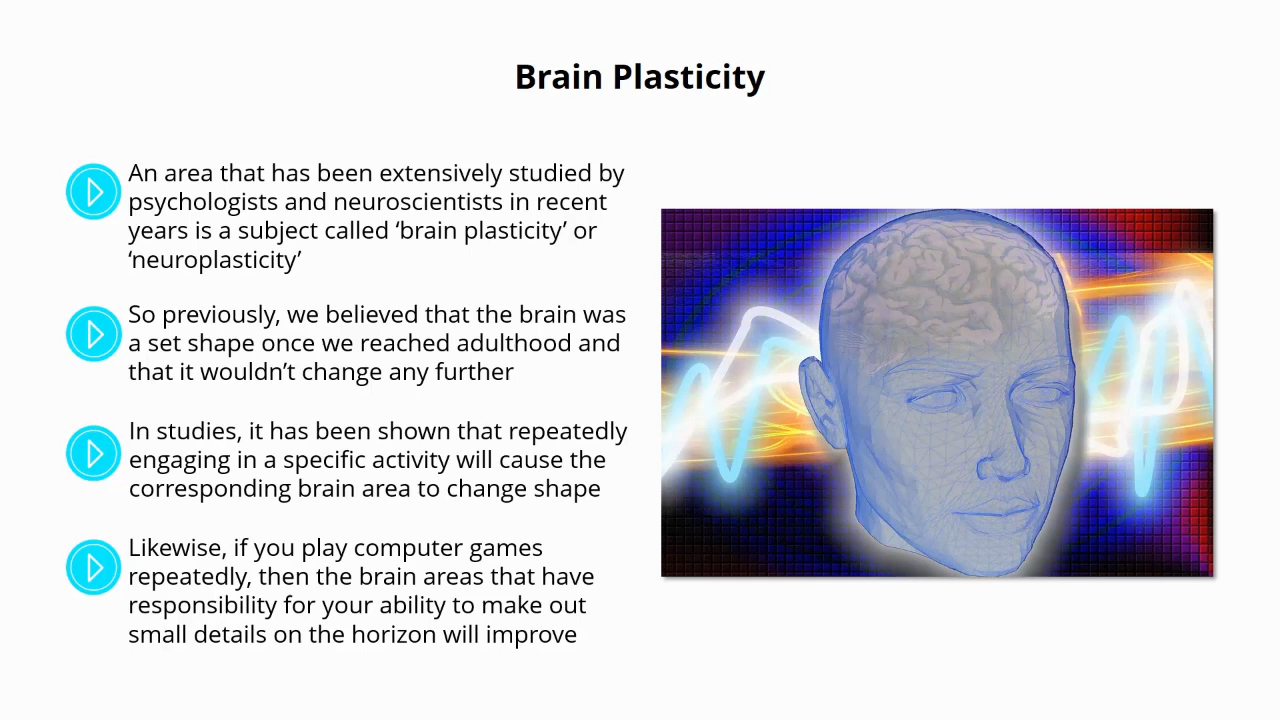 Brain Plasticity
An area that has been extensively studied by
psychologists and neuroscientists in recent
years is a subject called ‘brain plasticity’ or
‘neuroplasticity’
So previously, we believed that the brain was
a set shape once we reached adulthood and
that it wouldn’t change any further
In studies, it has been shown that repeatedly
engaging in a specific activity will cause the
corresponding brain area to change shape
Likewise, if you play computer games
repeatedly, then the brain areas that have
responsibility for your ability to make out
small details on the horizon will improve